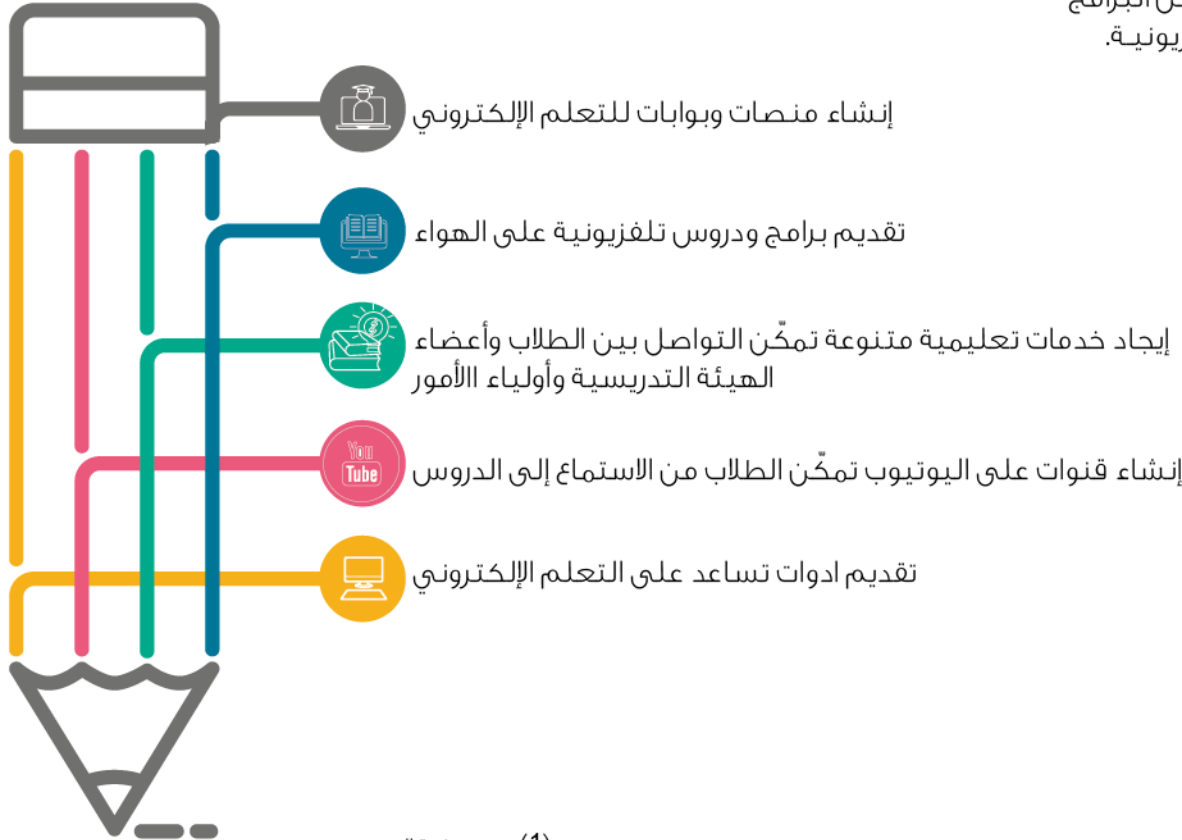 البرامج
إنشاء منصات وبوابات للتعلم الإلكتروني
تقديم برامج ودروس تلفزيونية على الهواء
إيجاد خدمات تعليمية متنوعة تمكّن التواصل بين الطلاب وأعضاء
الهيئة التدريسية وأولياء االأمور
You
Tube
إنشاء قنوات على اليوتيوب تمكّن الطلاب من الاستماع إلى الدروس
تقديم ادوات تساعد على التعلم الإلكتروني
(1)